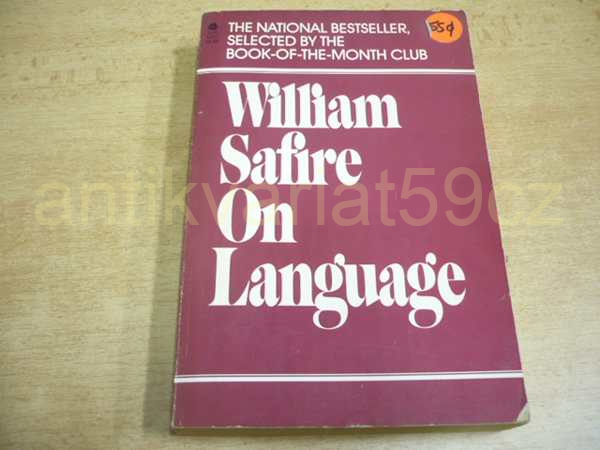 THE NATIONAL BESTSELLER,
SELECTED BY THE
BOOK-OF-THE-MONTH CLUB
55¢
William
Safire
On
Language
antikvariat59cz